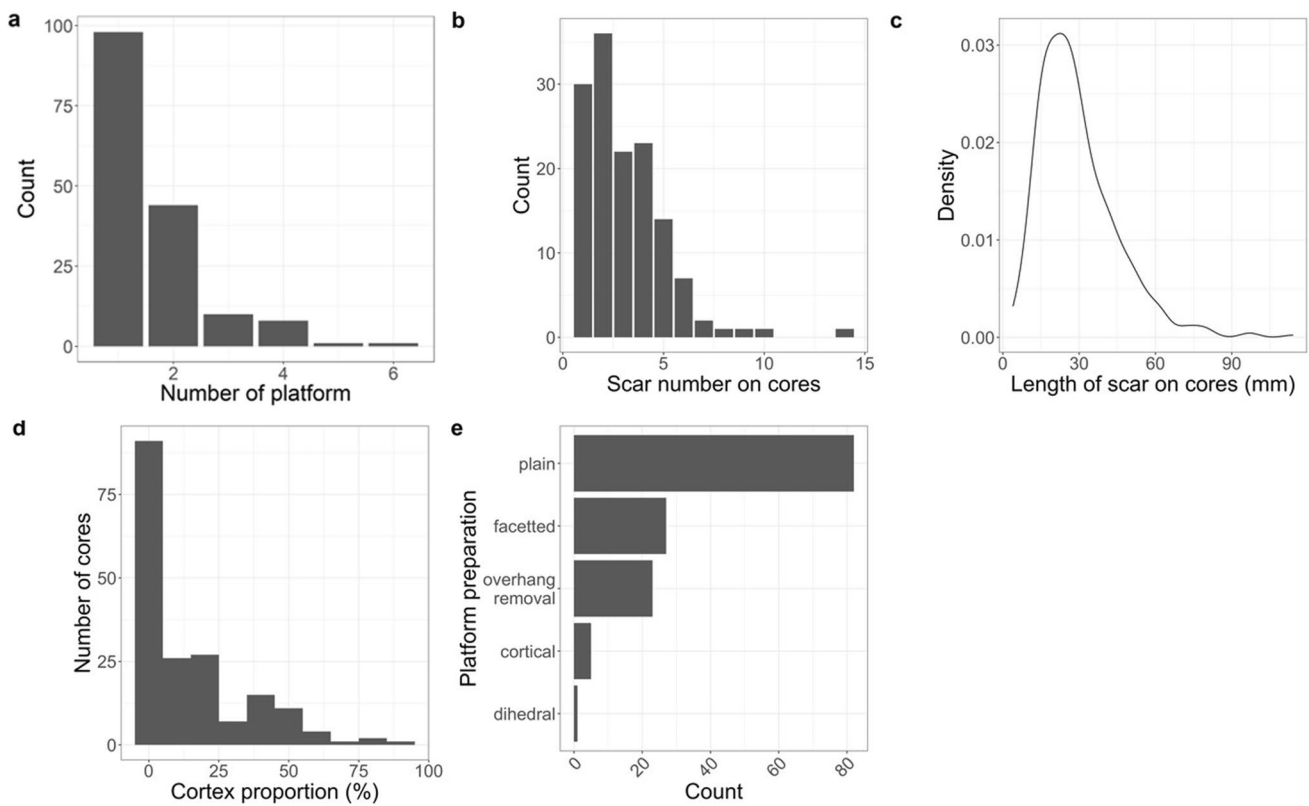 a
100
75
50
25
0
Count
2
4
6
Number of platform
b
30
20
10
0
Count
0
5
10
15
Scar number on cores
c
0.03
0.02
0.01
0.00
Density
0
30
60
90
Length of scar on cores (mm)
d
75
50
25
0
Number of cores
0
25
50
75
100
Cortex proportion (%)
e
Platform preparation
plain
facetted
overhang
removal
cortical
dihedral
0
20
40
60
80
Count